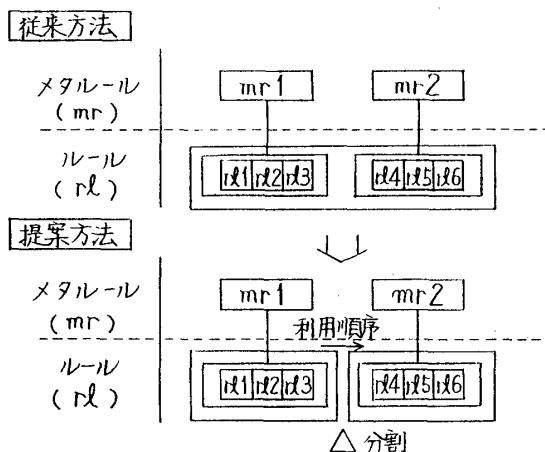 従来方法
メタルール
(mr)
mr1
mr2
ルール
(rl)
rl1 rl2 rl3
rl4 rl5 rl6
提案方法
メタルール
(mr)
mr1
mr2
利用順序
ルール
(rl)
rl1 rl2 rl3
rl4 rl5 rl6
△ 分割